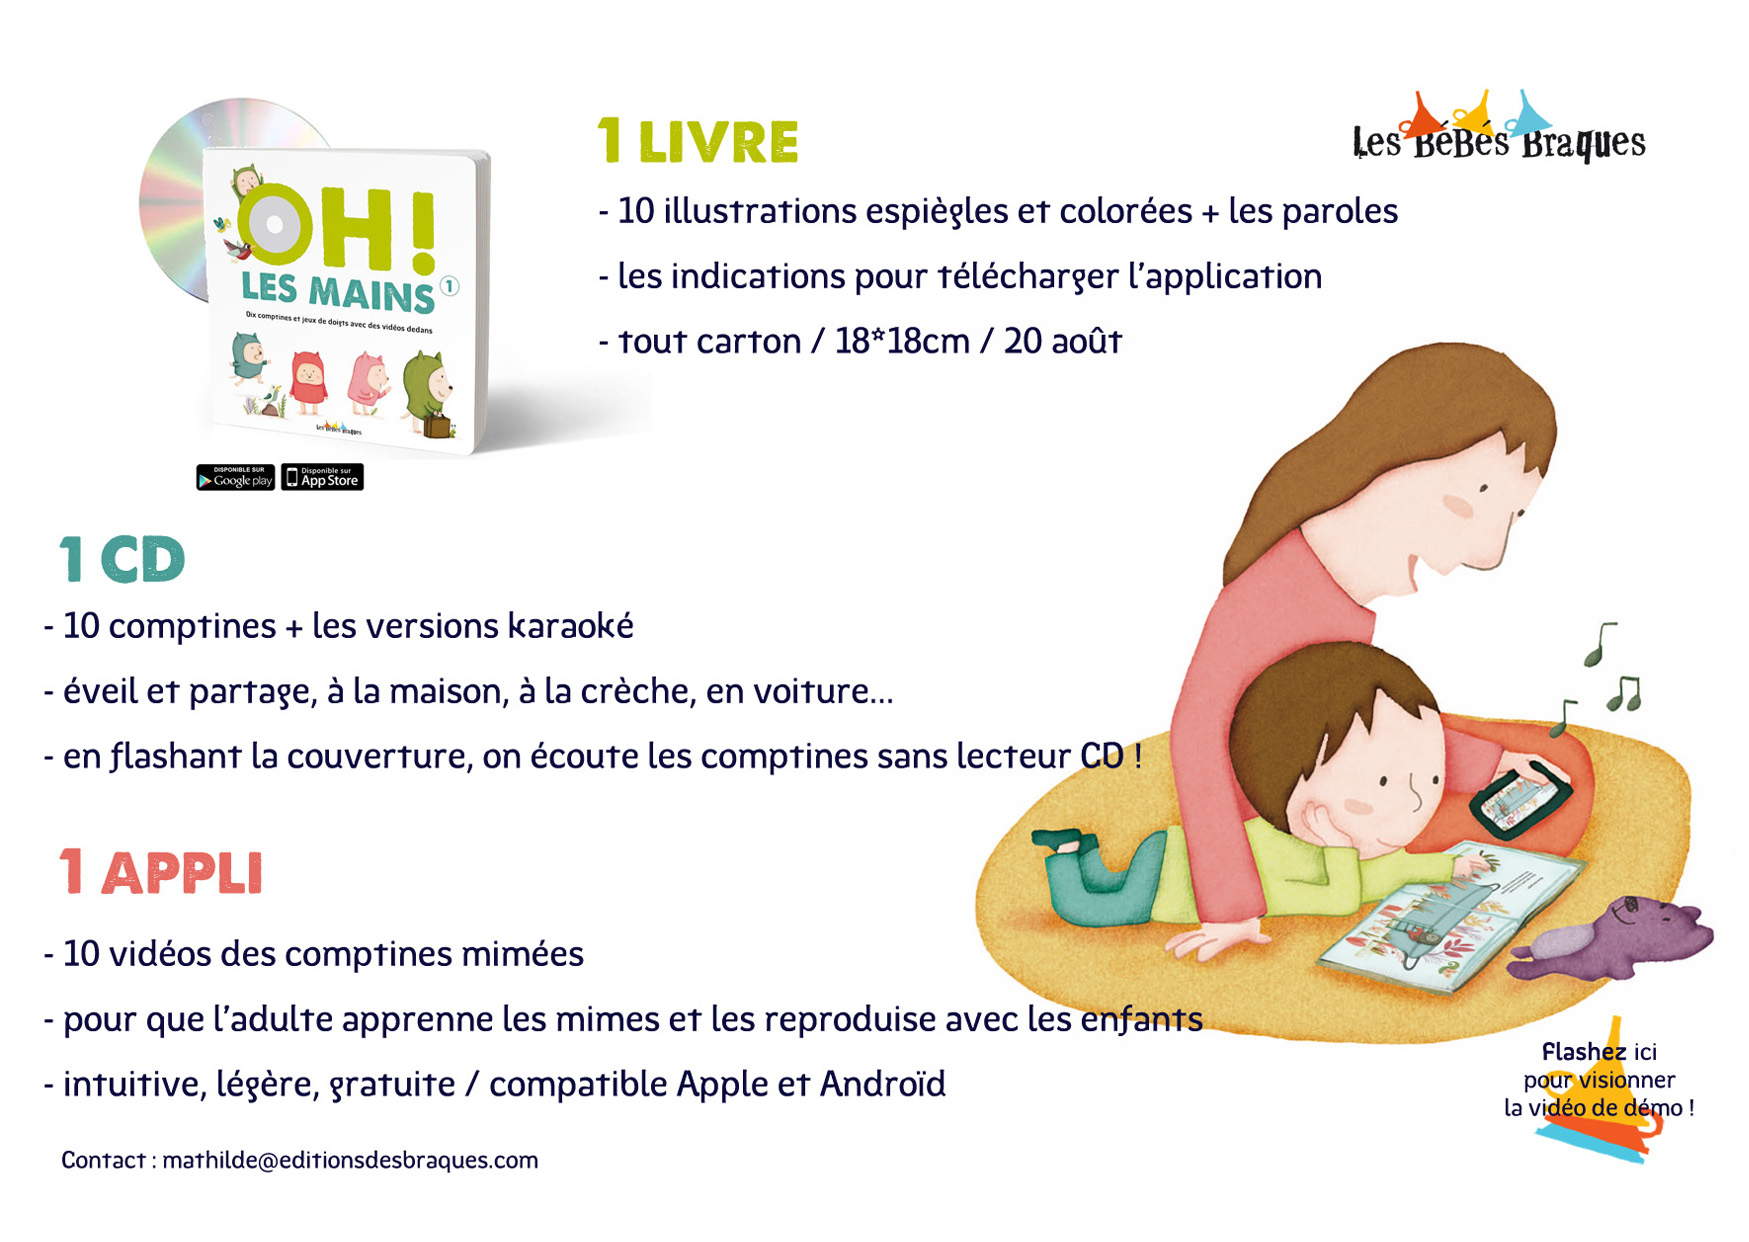 OH!
LES MAINS 1
Dix comptines et jeux de doigts avec des vidéos dedans
Les BéBés Braques
DISPONIBLE SUR
Google play
Disponible sur
App Store
1 LIVRE
Les BéBés Braques
- 10 illustrations espiègles et colorées + les paroles
- les indications pour télécharger l'application
- tout carton / 18*18cm / 20 août
1 CD
- 10 comptines + les versions karaoké
- éveil et partage, à la maison, à la crèche, en voiture...
- en flashant la couverture, on écoute les comptines sans lecteur CD !
1 APPLI
- 10 vidéos des comptines mimées
- pour que l'adulte apprenne les mimes et les reproduise avec les enfants
- intuitive, légère, gratuite / compatible Apple et Androïd
Flashez ici
pour visionner
la vidéo de démo !
Contact : mathilde@editionsdesbraques.com